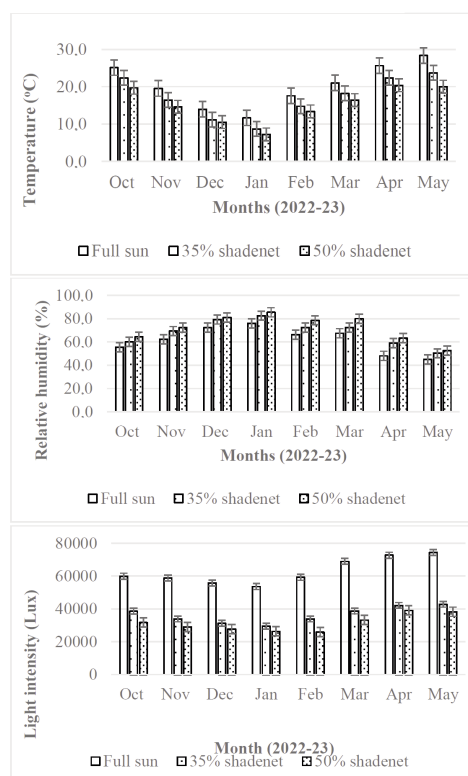 30.0
20.0
10.0
0.0
Temperature (°C)
Oct Nov Dec Jan Feb Mar Apr May
Months (2022-23)
Full sun 35% shadenet 50% shadenet
100.0
80.0
60.0
40.0
20.0
0.0
Relative humidity (%)
Oct Nov Dec Jan Feb Mar Apr May
Months (2022-23)
Full sun 35% shadenet 50% shadenet
80000
60000
40000
20000
0
Light intensity (Lux)
Oct Nov Dec Jan Feb Mar Apr May
Month (2022-23)
Full sun 35% shadenet 50% shadenet